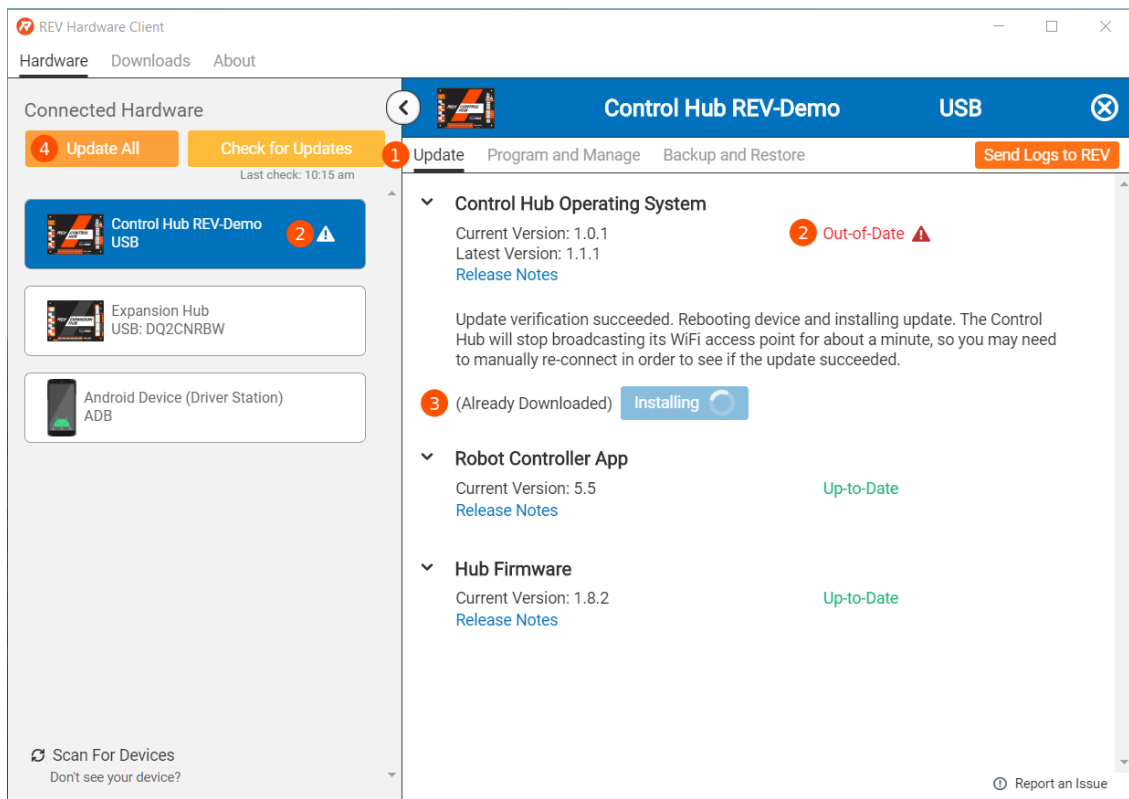 REV Hardware Client
Hardware Downloads About
Connected Hardware
4 Update All Check for Updates
Last check: 10:15 am
Control Hub REV-Demo
USB
2
Expansion Hub
USB: DQ2CNRBW
Android Device (Driver Station)
ADB
Scan For Devices
Don't see your device?
Control Hub REV-Demo USB
1 Update Program and Manage Backup and Restore Send Logs to REV
Control Hub Operating System
Current Version: 1.0.1 2 Out-of-Date
Latest Version: 1.1.1
Release Notes
Update verification succeeded. Rebooting device and installing update. The Control
Hub will stop broadcasting its WiFi access point for about a minute, so you may need
to manually re-connect in order to see if the update succeeded.
3 (Already Downloaded) Installing
Robot Controller App
Current Version: 5.5 Up-to-Date
Release Notes
Hub Firmware
Current Version: 1.8.2 Up-to-Date
Release Notes
Report an Issue